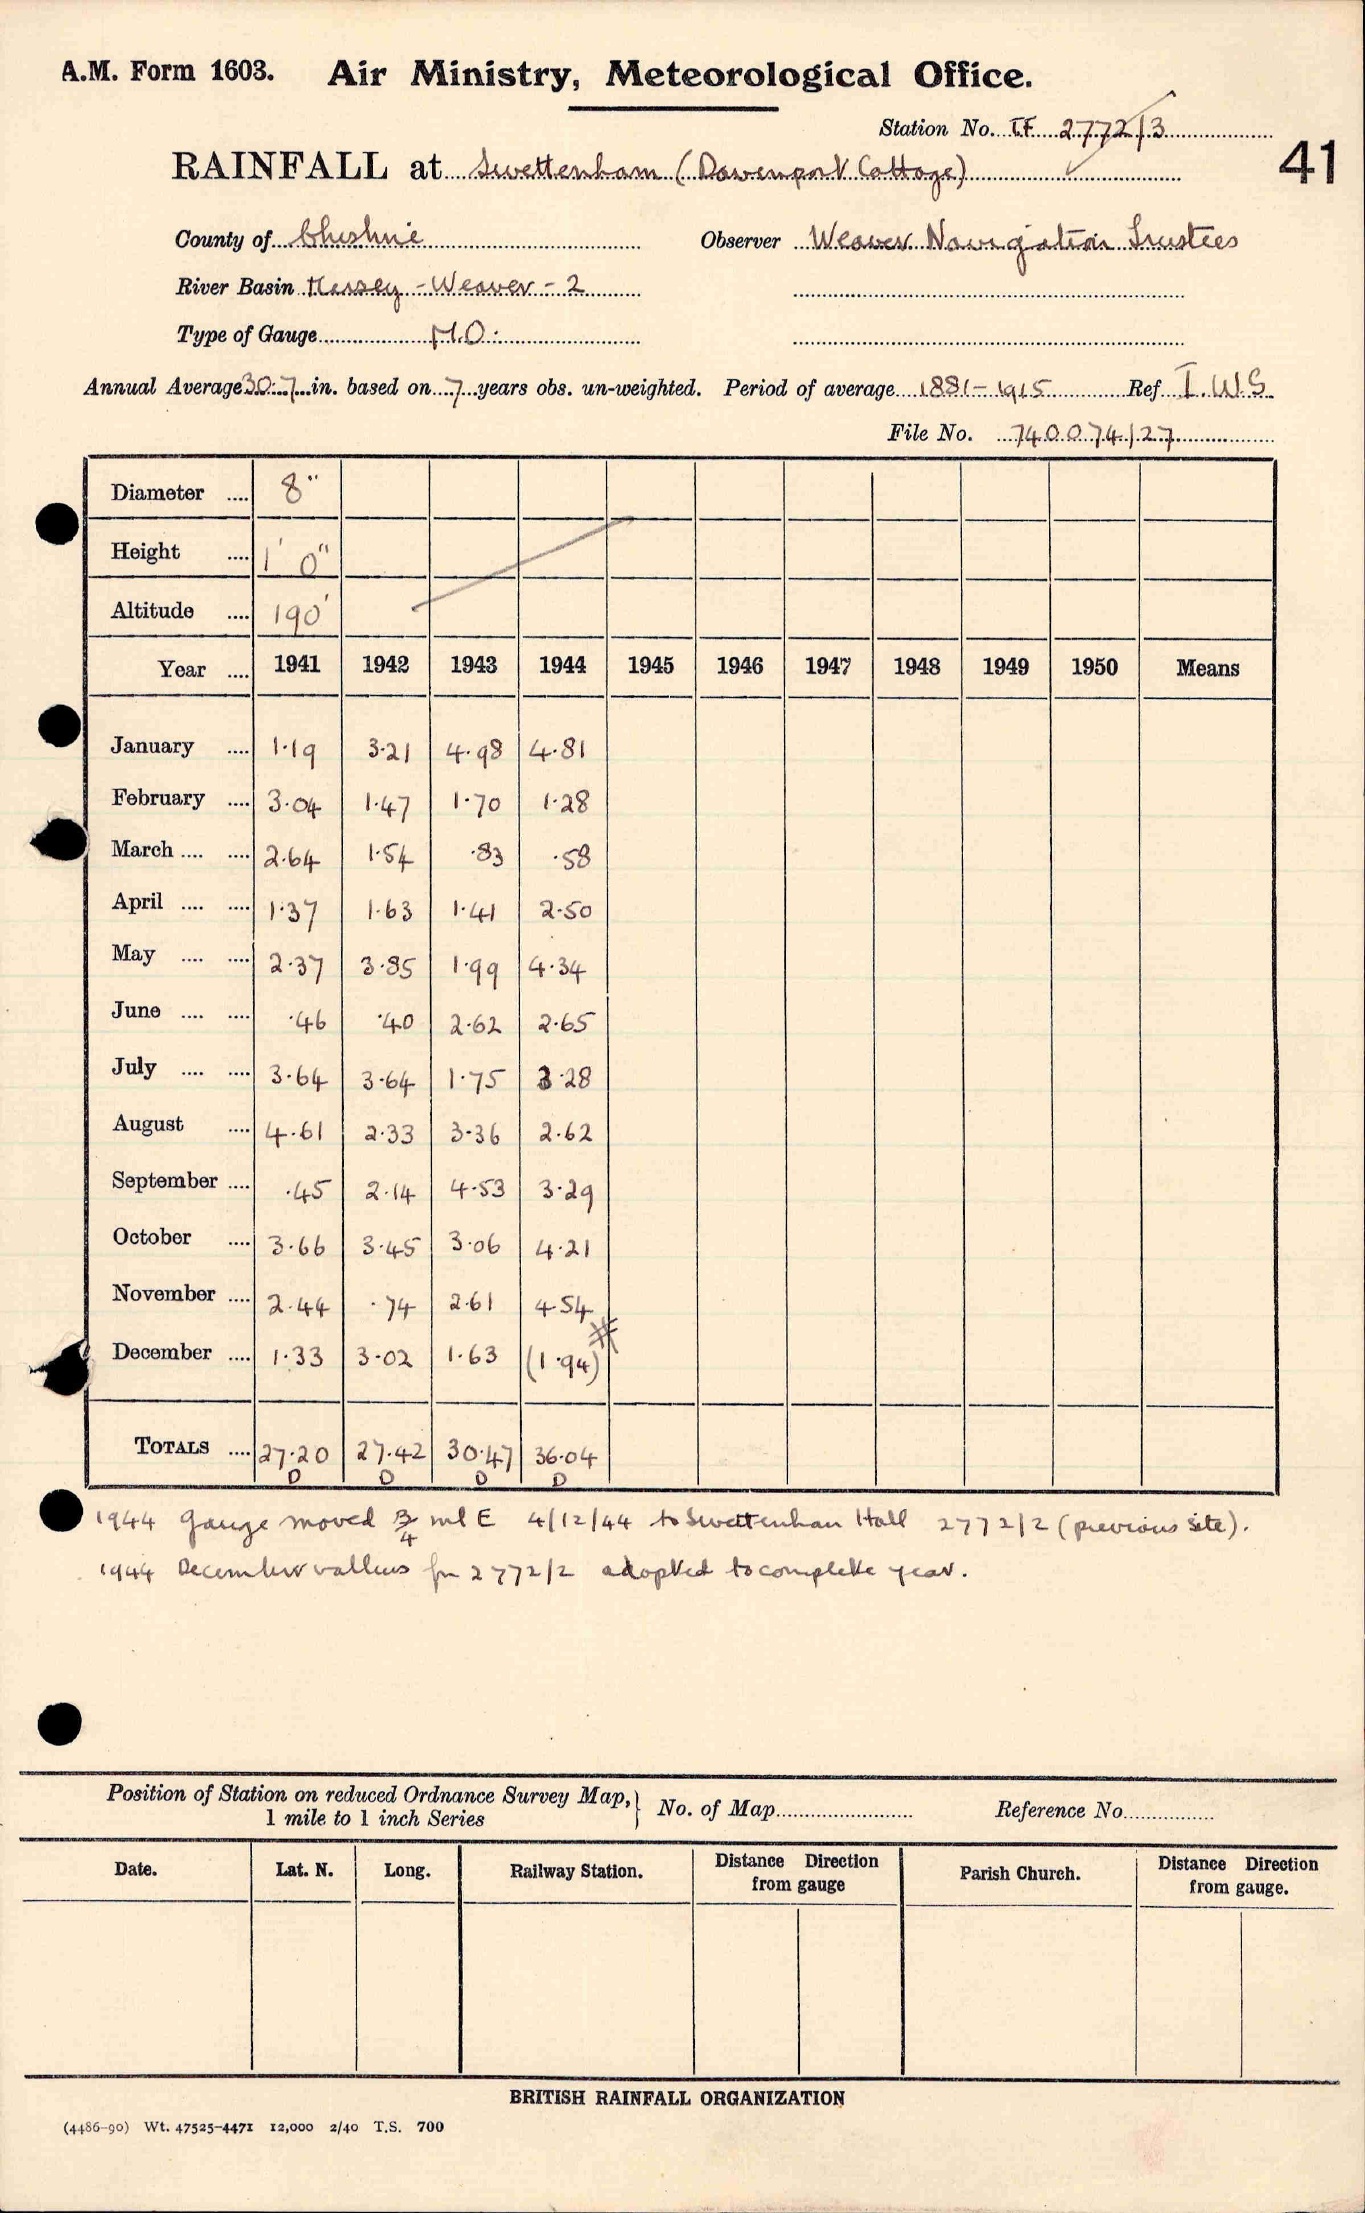 A.M. Form 1603. Air Ministry, Meteorological Office.
Station No. CF 2772/3
41
RAINFALL at Swettenham (Davenport Cottage)
County of Cheshire Observer Weaver Navigation Trustees
River Basin Mersey - Weaver - 2
Type of Gauge M.O.
Annual Average 30.7 in. based on 7 years obs. un-weighted. Period of average 1881-1915 Ref I.W.S.
File No. 740074/27
Diameter .... 8"
Height .... 1' 0"
Altitude .... 190'
Year .... 1941 1942 1943 1944 1945 1946 1947 1948 1949 1950 Means
January .... 1.19 3.21 4.98 4.81
February .... 3.04 1.47 1.70 1.28
March .... .... 2.64 1.54 .83 .58
April .... .... 1.37 1.63 1.41 2.50
May .... .... 2.37 3.85 1.99 4.34
June .... .... .46 .40 2.62 2.65
July .... .... 3.64 3.64 1.75 3.28
August .... 4.61 2.33 3.36 2.62
September .... .45 2.14 4.53 3.29
October .... 3.66 3.45 3.06 4.21
November .... 2.44 .74 2.61 4.54
December .... 1.33 3.02 1.63 (1.94) #
TOTALS .... 27.20 27.42 30.47 36.04
D D D D
1944 Gauge moved 3/4 ml E 4/12/44 to Swettenham Hall 2772/2 (previous site).
1944 December values for 2772/2 adopted to complete year.
Position of Station on reduced Ordnance Survey Map,} No. of Map Reference No.
1 mile to 1 inch Series
Date. Lat. N. Long. Railway Station. Distance Direction from gauge Parish Church. Distance Direction from gauge.
BRITISH RAINFALL ORGANIZATION
(4486-90) Wt. 47525-4471 12,000 2/40 T.S. 700